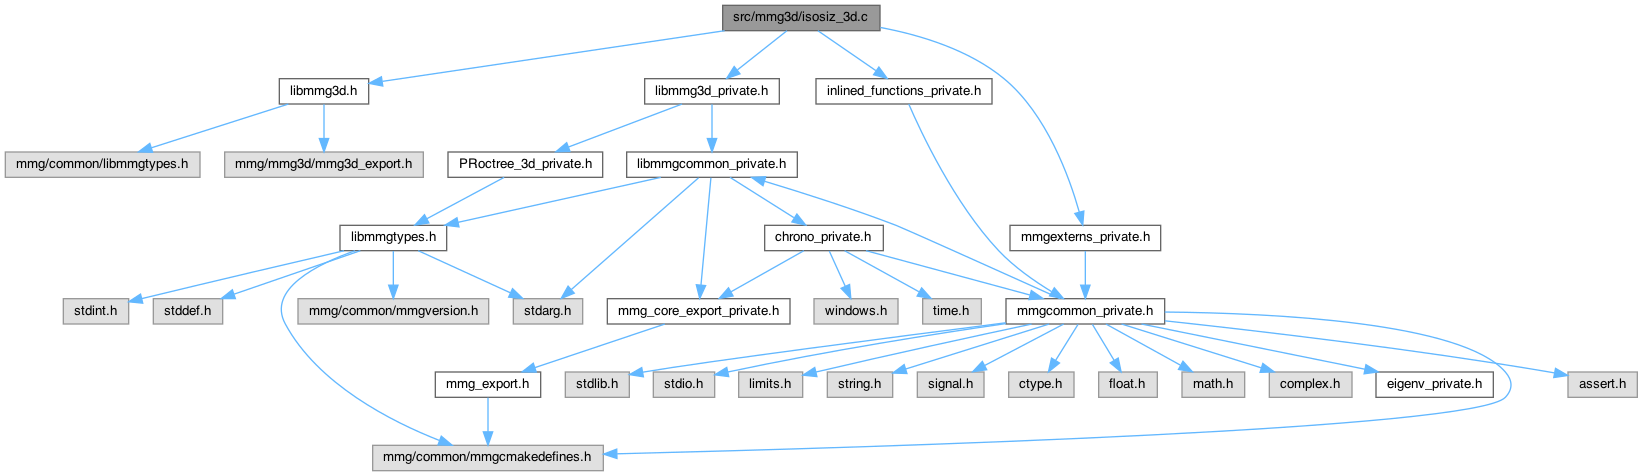 src/mmg3d/isosiz_3d.c
libmmg3d.h
libmmg3d_private.h
inlined_functions_private.h
mmg/common/libmmgtypes.h
mmg/mmg3d/mmg3d_export.h
PRoctree_3d_private.h
libmmgcommon_private.h
libmmgtypes.h
chrono_private.h
mmgexterns_private.h
stdint.h
stddef.h
mmg/common/mmgversion.h
stdarg.h
mmg_core_export_private.h
windows.h
time.h
mmgcommon_private.h
mmg_export.h
stdlib.h
stdio.h
limits.h
string.h
signal.h
ctype.h
float.h
math.h
complex.h
eigenv_private.h
assert.h
mmg/common/mmgcmakedefines.h